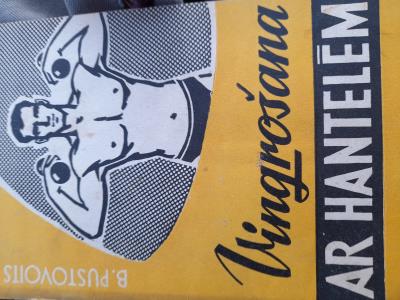 B. PUSTOVOITS
Vingrošana
AR HANTELĒM